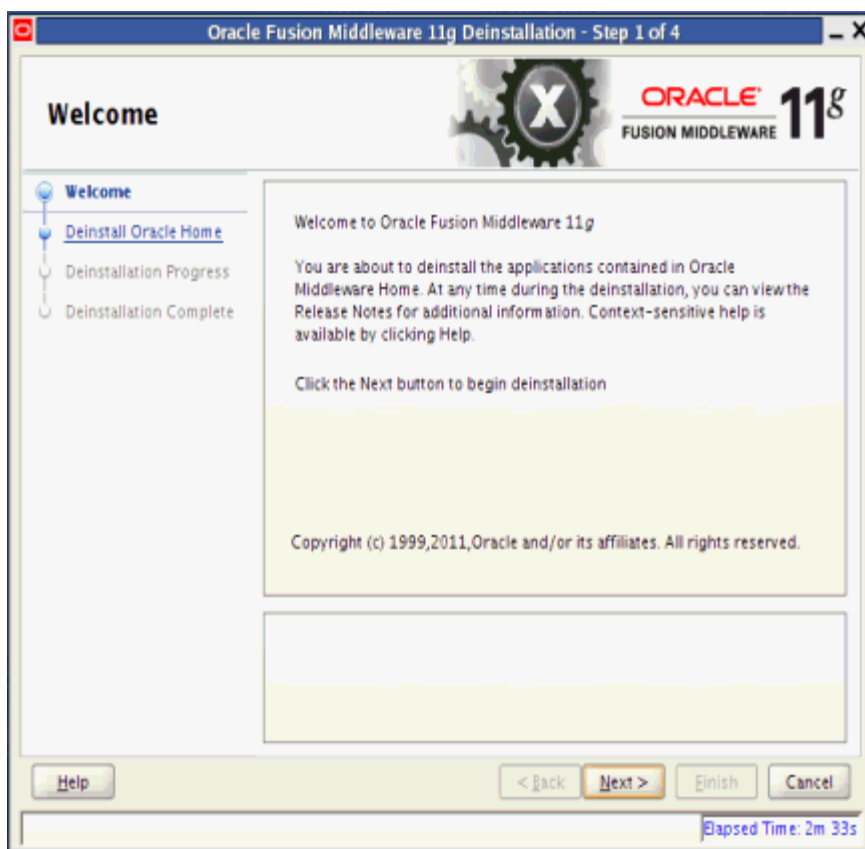 Oracle Fusion Middleware 11g Deinstallation - Step 1 of 4
Welcome
X
ORACLE
FUSION MIDDLEWARE
11g
Welcome
Deinstall Oracle Home
Deinstallation Progress
Deinstallation Complete
Welcome to Oracle Fusion Middleware 11g
You are about to deinstall the applications contained in Oracle
Middleware Home. At any time during the deinstallation, you can view the
Release Notes for additional information. Context-sensitive help is
available by clicking Help.
Click the Next button to begin deinstallation
Copyright (c) 1999,2011,Oracle and/or its affiliates. All rights reserved.
Help
< Back
Next >
Finish
Cancel
Elapsed Time: 2m 33s